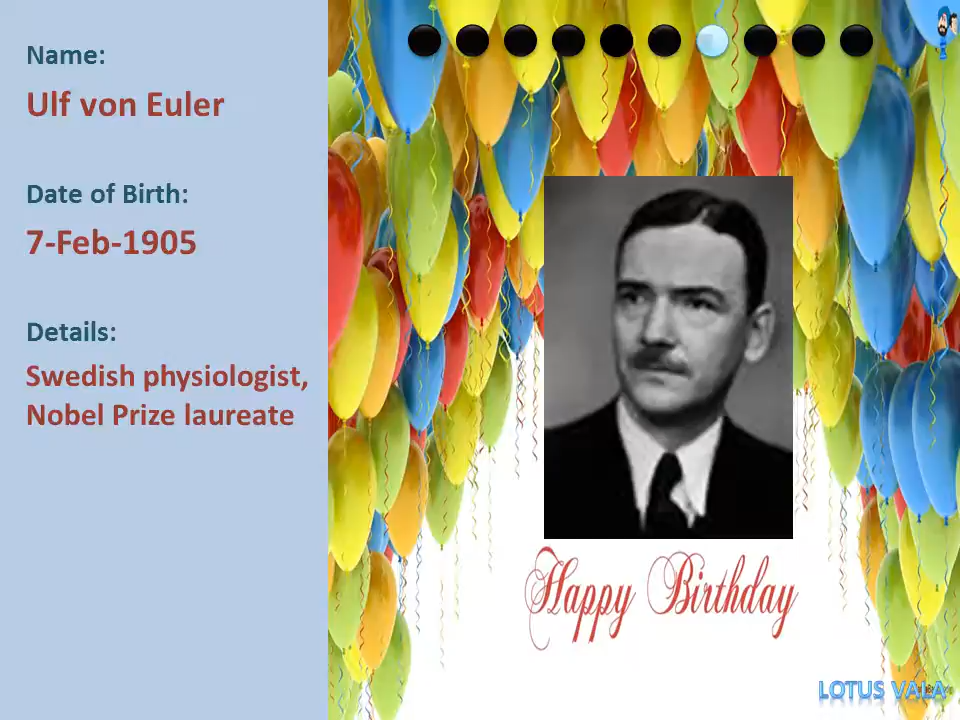 Name:
Ulf von Euler
Date of Birth:
7-Feb-1905
Details:
Swedish physiologist,
Nobel Prize laureate
Happy Birthday
LOTUS VALA